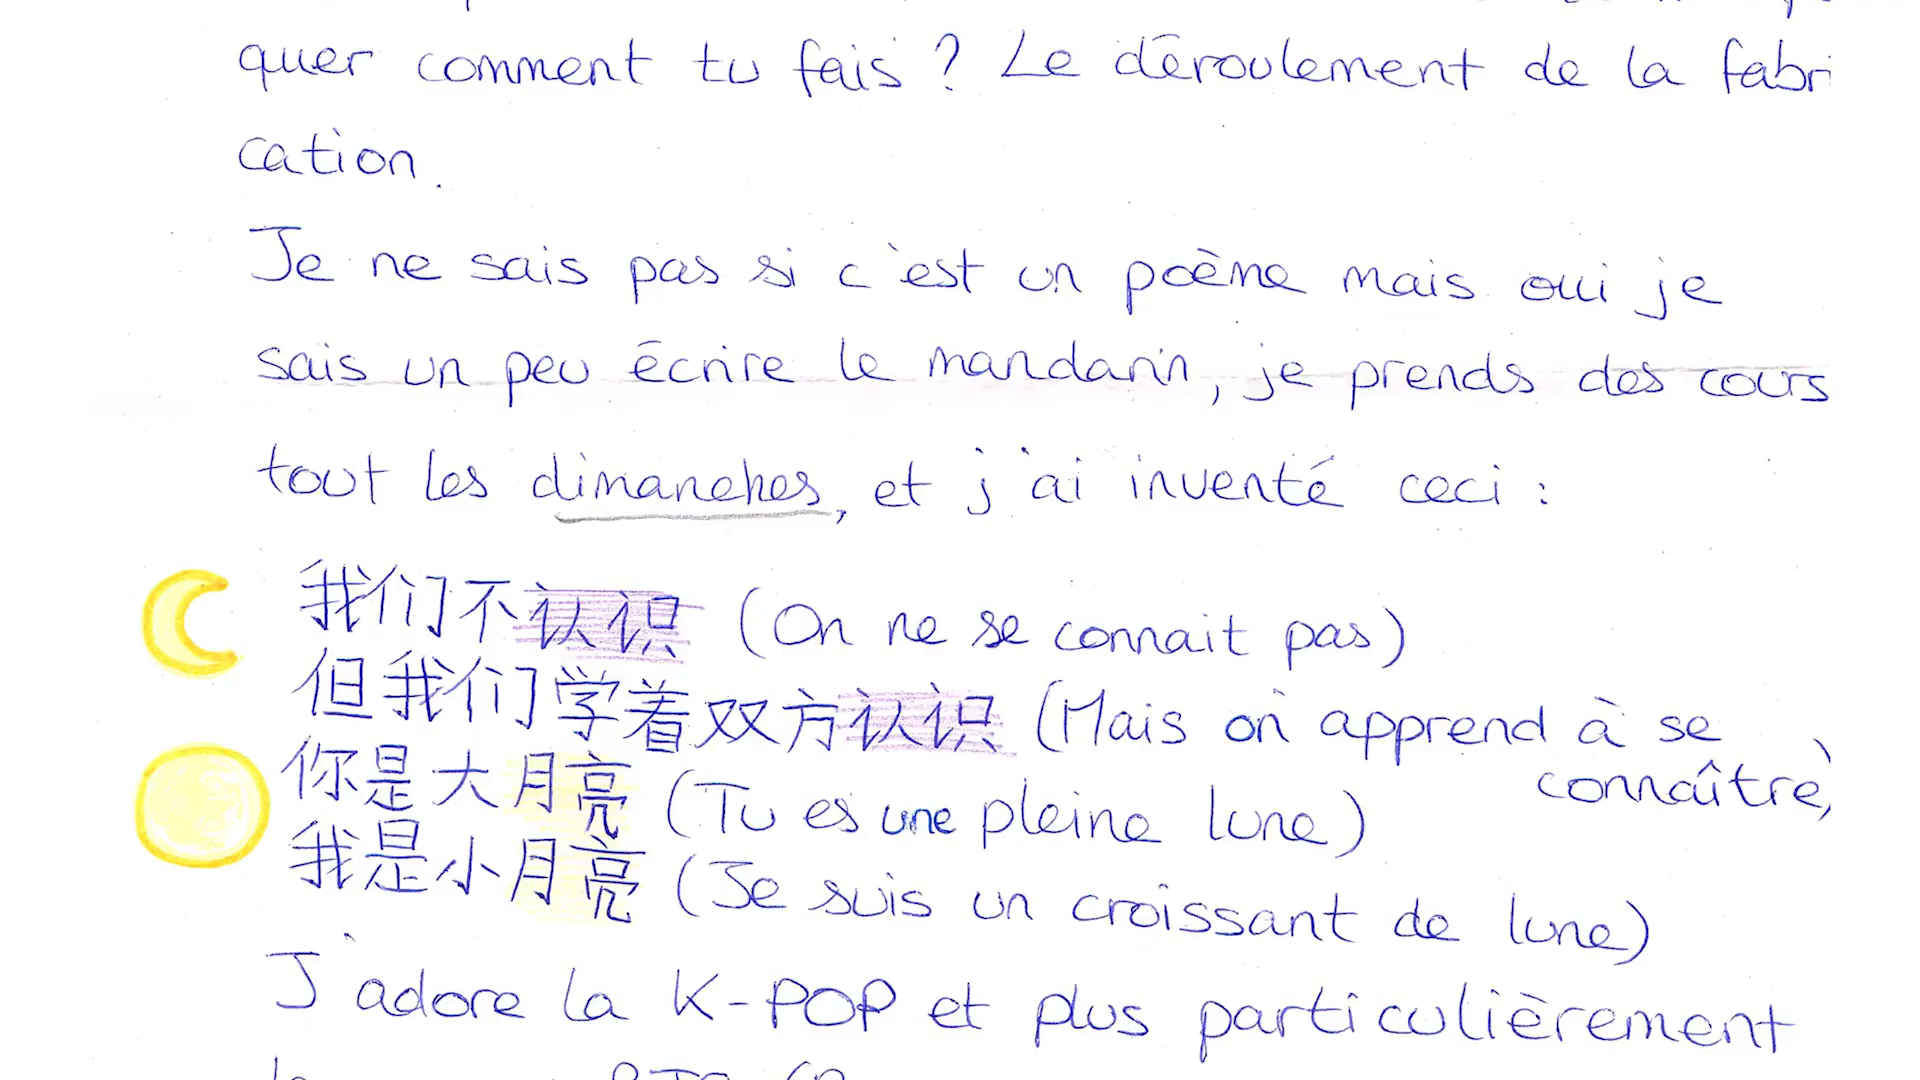 quer comment tu fais ? Le déroulement de la fabri
cation.
Je ne sais pas si c'est un poème mais oui je
sais un peu écrire le mandarin, je prends des cours
tout les dimanches, et j'ai inventé ceci :
我们不认识 (On ne se connait pas)
但我们学着双方认识 (Mais on apprend à se
connaître)
你是大月亮 (Tu es une pleine lune)
我是小月亮 (Je suis un croissant de lune)
J'adore la K-POP et plus particulièrement